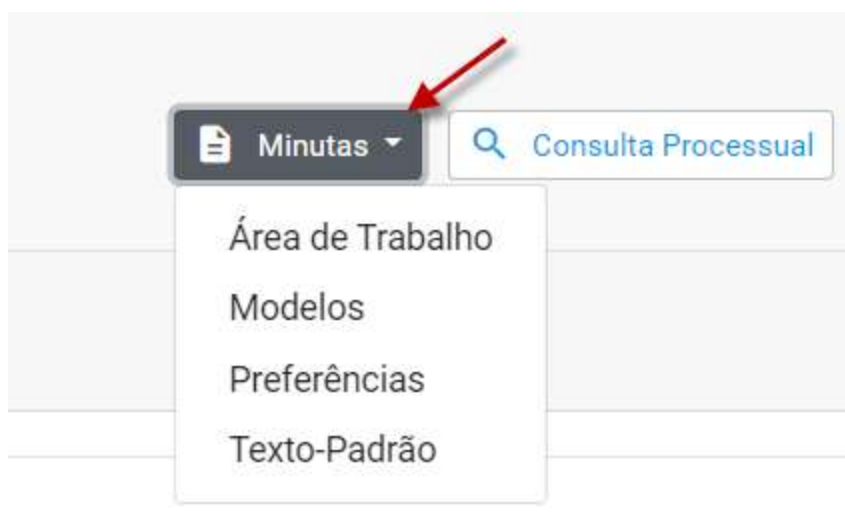 Minutas
Consulta Processual
Área de Trabalho
Modelos
Preferências
Texto-Padrão